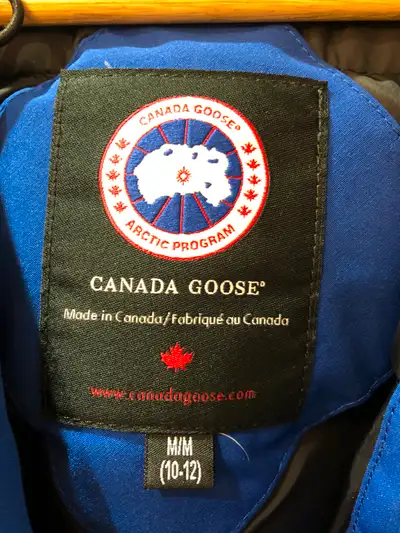 CANADA GOOSE®
ARCTIC PROGRAM
CANADA GOOSE®
Made in Canada/Fabriqué au Canada
www.canadagoose.com
M/M
(10-12)